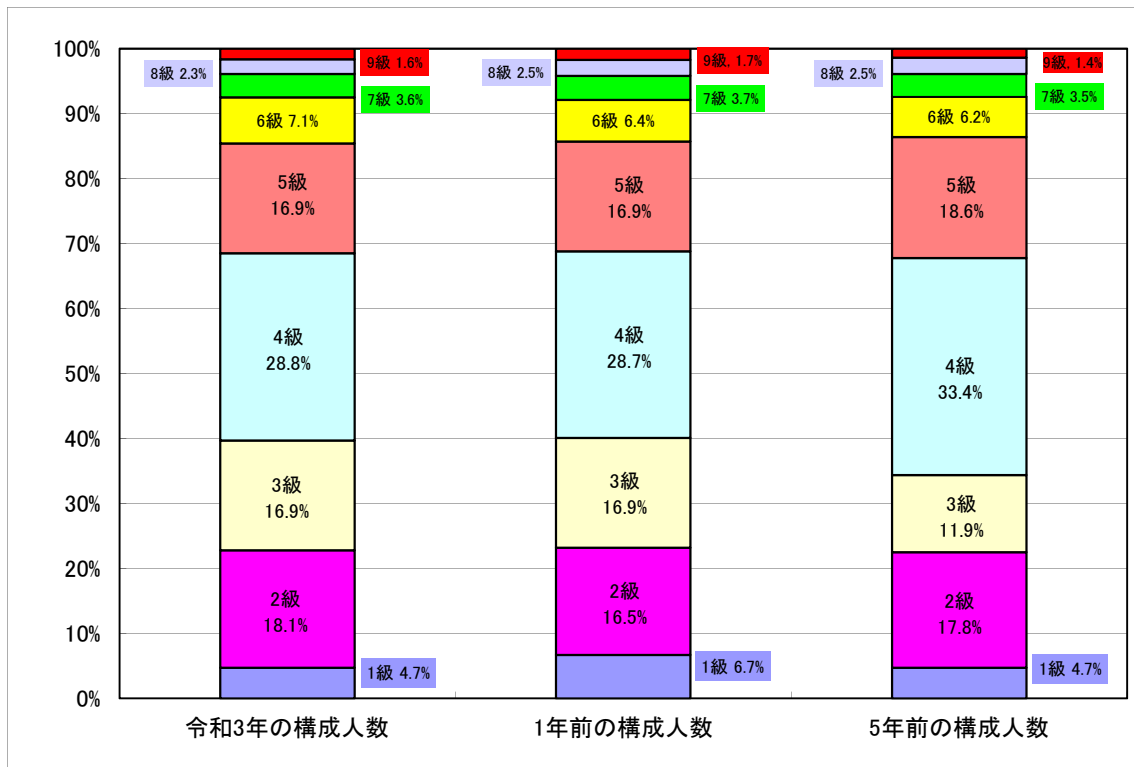 100%
90%
80%
70%
60%
50%
40%
30%
20%
10%
0%
8級 2.3%
9級 1.6%
7級 3.6%
6級 7.1%
5級
16.9%
4級
28.8%
3級
16.9%
2級
18.1%
1級 4.7%
令和3年の構成人数
8級 2.5%
9級, 1.7%
7級 3.7%
6級 6.4%
5級
16.9%
4級
28.7%
3級
16.9%
2級
16.5%
1級 6.7%
1年前の構成人数
8級 2.5%
9級, 1.4%
7級 3.5%
6級 6.2%
5級
18.6%
4級
33.4%
3級
11.9%
2級
17.8%
1級 4.7%
5年前の構成人数